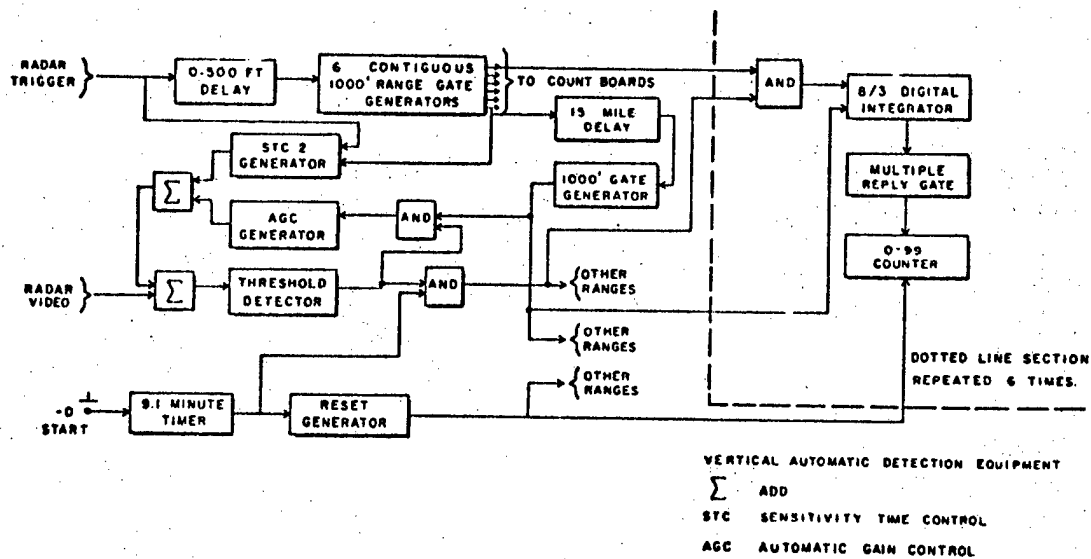 RADAR
TRIGGER
0-500 FT
DELAY
6 CONTIGUOUS
1000' RANGE GATE
GENERATORS
TO COUNT BOARDS
15 MILE
DELAY
AND
8/3 DIGITAL
INTEGRATOR
STC 2
GENERATOR
1000' GATE
GENERATOR
MULTIPLE
REPLY GATE
Σ
AGC
GENERATOR
AND
0-99
COUNTER
RADAR
VIDEO
Σ
THRESHOLD
DETECTOR
AND
OTHER
RANGES
OTHER
RANGES
OTHER
RANGES
DOTTED LINE SECTION
REPEATED 6 TIMES.
START
9.1 MINUTE
TIMER
RESET
GENERATOR
VERTICAL AUTOMATIC DETECTION EQUIPMENT
Σ ADD
STC SENSITIVITY TIME CONTROL
AGC AUTOMATIC GAIN CONTROL